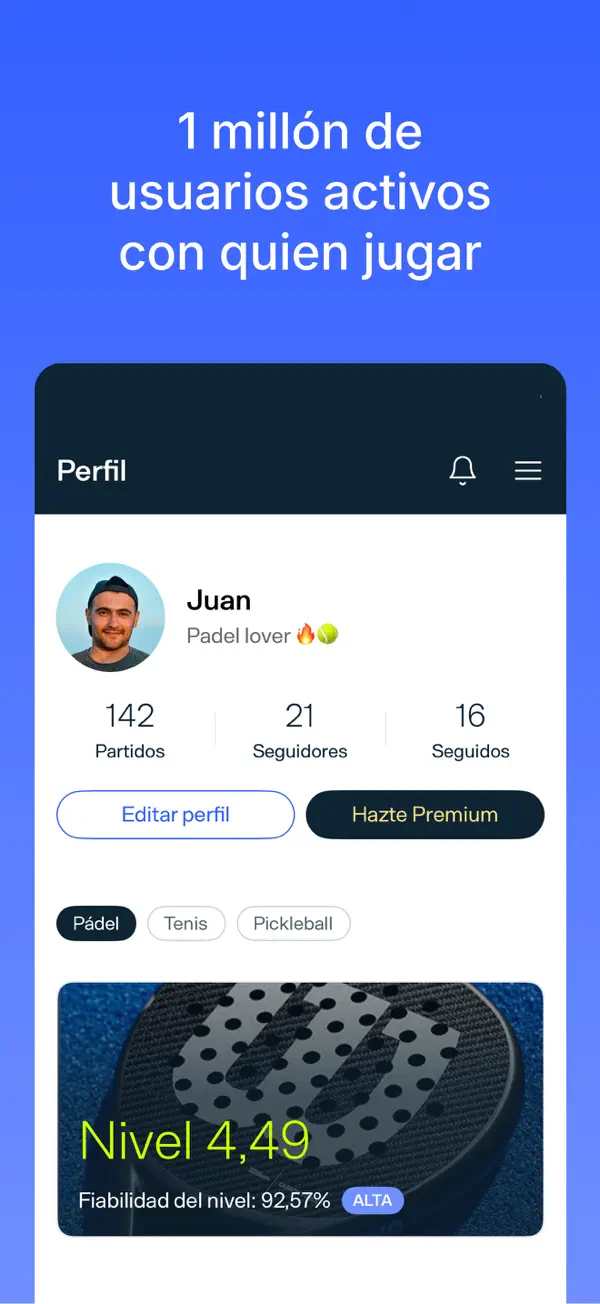 1 millón de
usuarios activos
con quien jugar
Perfil
Juan
Padel lover 🔥🎾
142
Partidos
21
Seguidores
16
Seguidos
Editar perfil
Hazte Premium
Pádel
Tenis
Pickleball
Nivel 4,49
Fiabilidad del nivel: 92,57% ALTA